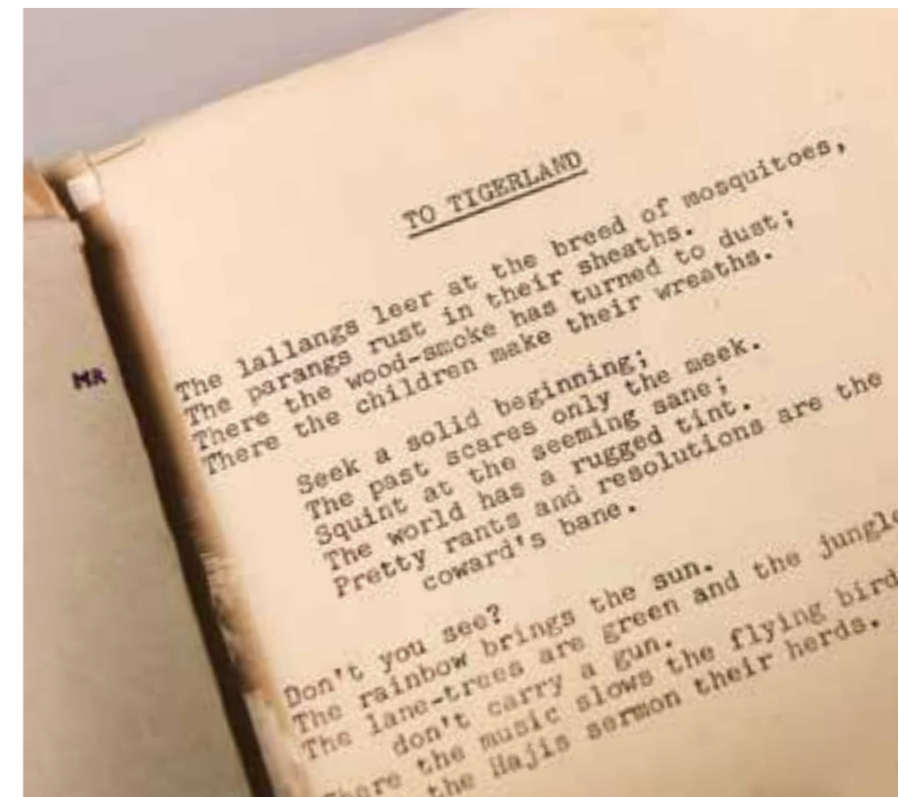 TO TIGERLAND
The lallangs leer at the breed of mosquitoes,
The parangs rust in their sheaths.
There the wood-smoke has turned to dust;
There the children make their wreaths.
Seek a solid beginning;
The past scares only the meek.
Squint at the seeming sane;
The world has a rugged tint.
Pretty rants and resolutions are the
coward's bane.
Don't you see?
The rainbow brings the sun.
The lane-trees are green and the jungle
don't carry a gun.
There the music slows the flying bird
the Hajis sermon their herds.
MR